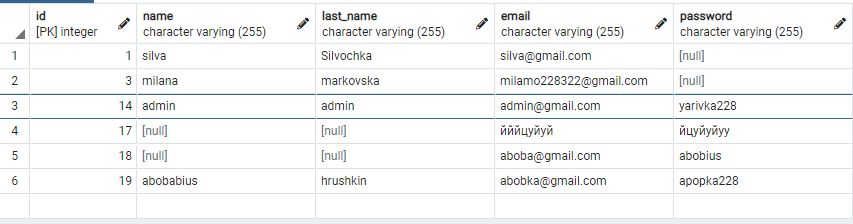 id name last_name email password
[PK] integer character varying (255) character varying (255) character varying (255) character varying (255)
1 1 silva Silvochka silva@gmail.com [null]
2 3 milana markovska milamo228322@gmail.com [null]
3 14 admin admin admin@gmail.com yarivka228
4 17 [null] [null] йййцуйуй йцуйуйуу
5 18 [null] [null] aboba@gmail.com abobius
6 19 abobabius hrushkin abobka@gmail.com apopka228